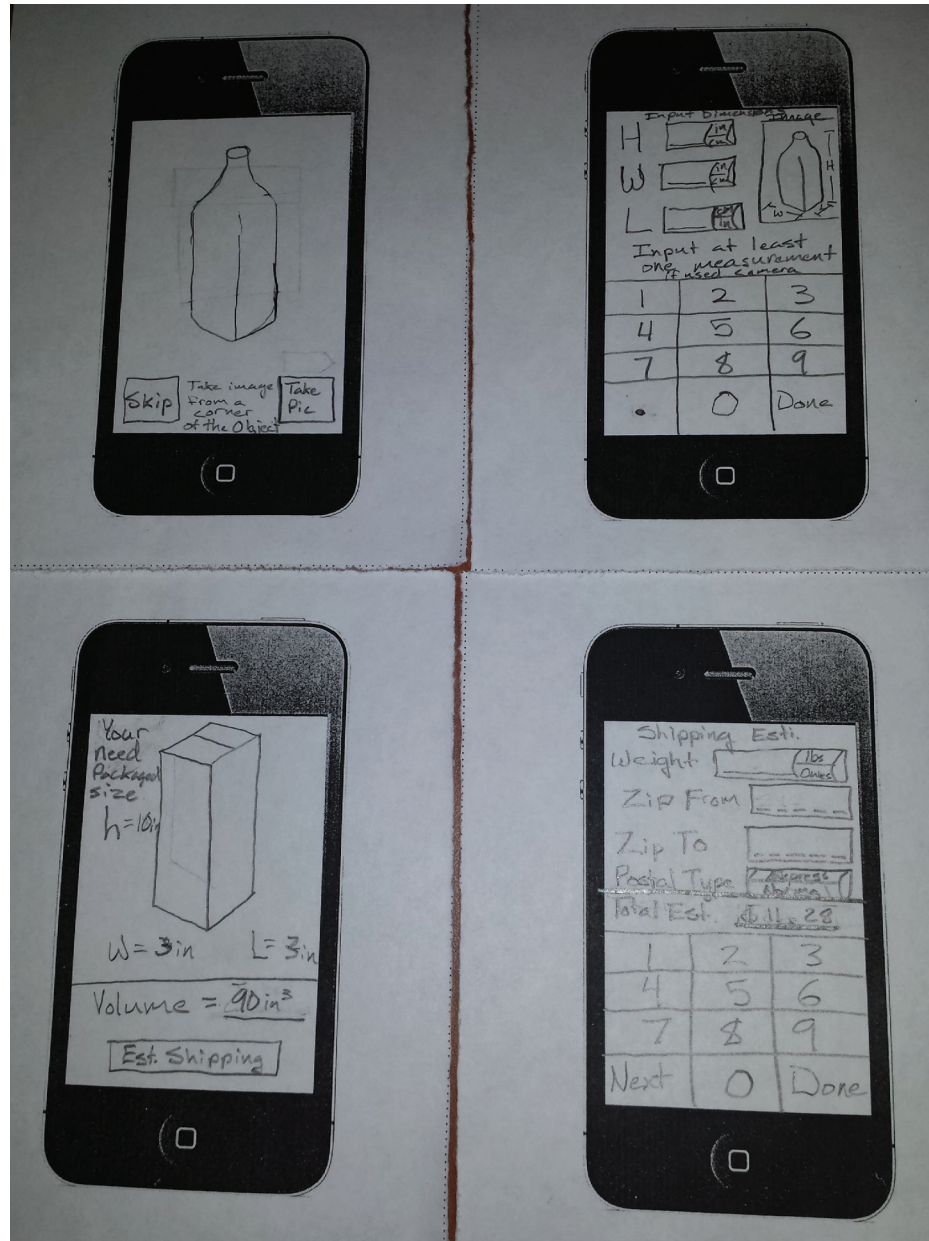 Skip
Take image
from a
corner
of the Object
Take
Pic
Input Dimensions
Image
H
in
cm
W
in
cm
L
cm
in
H
W
L
Input at least
one measurement
if used camera
1 2 3
4 5 6
7 8 9
. 0 Done
Your
need
Packaged
size
h=10in
W=3in L=3in
Volume = 90in³
Est. Shipping
Shipping Esti.
Weight
lbs
Zip From
Zip To
Postal Type
Express
Total Est. $11.28
1 2 3
4 5 6
7 8 9
Next 0 Done